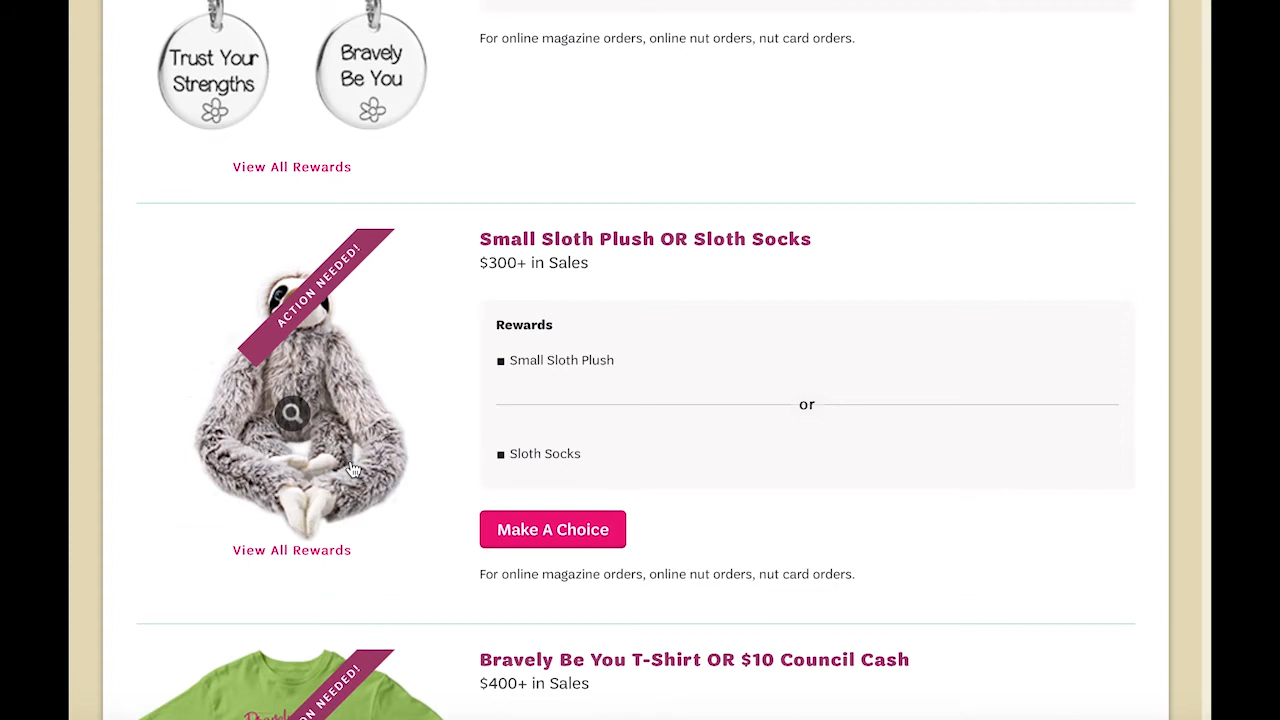 Trust Your
Strengths
Bravely
Be You
For online magazine orders, online nut orders, nut card orders.
View All Rewards
ACTION NEEDED!
Small Sloth Plush OR Sloth Socks
$300+ in Sales
Rewards
Small Sloth Plush
or
Sloth Socks
Make A Choice
View All Rewards
For online magazine orders, online nut orders, nut card orders.
Bravely Be You T-Shirt OR $10 Council Cash
$400+ in Sales
NEEDED!